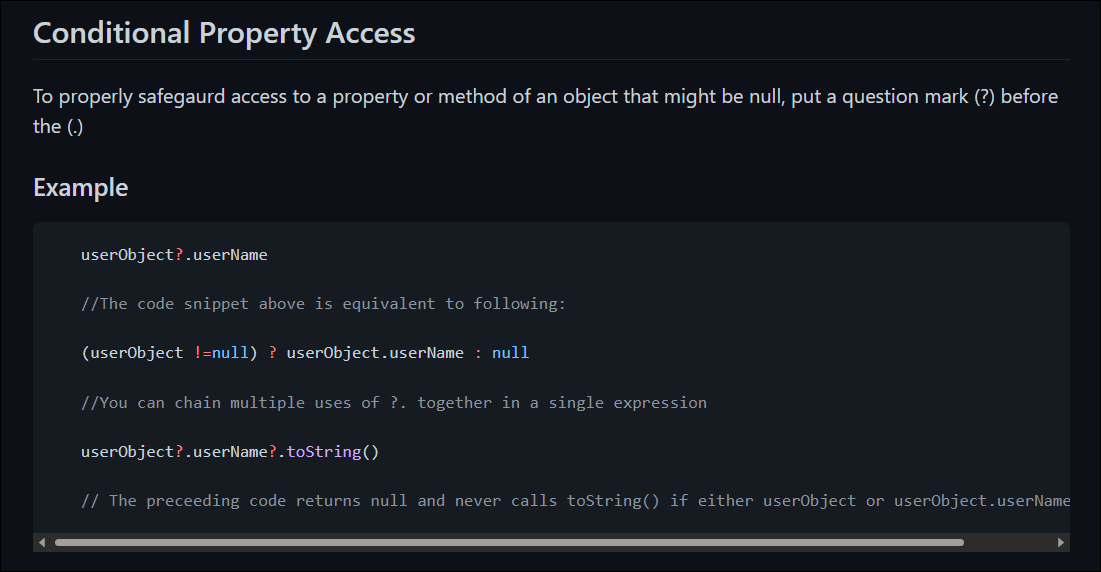 Conditional Property Access
To properly safegaurd access to a property or method of an object that might be null, put a question mark (?) before
the (.)
Example
userObject?.userName
//The code snippet above is equivalent to following:
(userObject !=null) ? userObject.userName : null
//You can chain multiple uses of ?. together in a single expression
userObject?.userName?.toString()
// The preceeding code returns null and never calls toString() if either userObject or userObject.userName